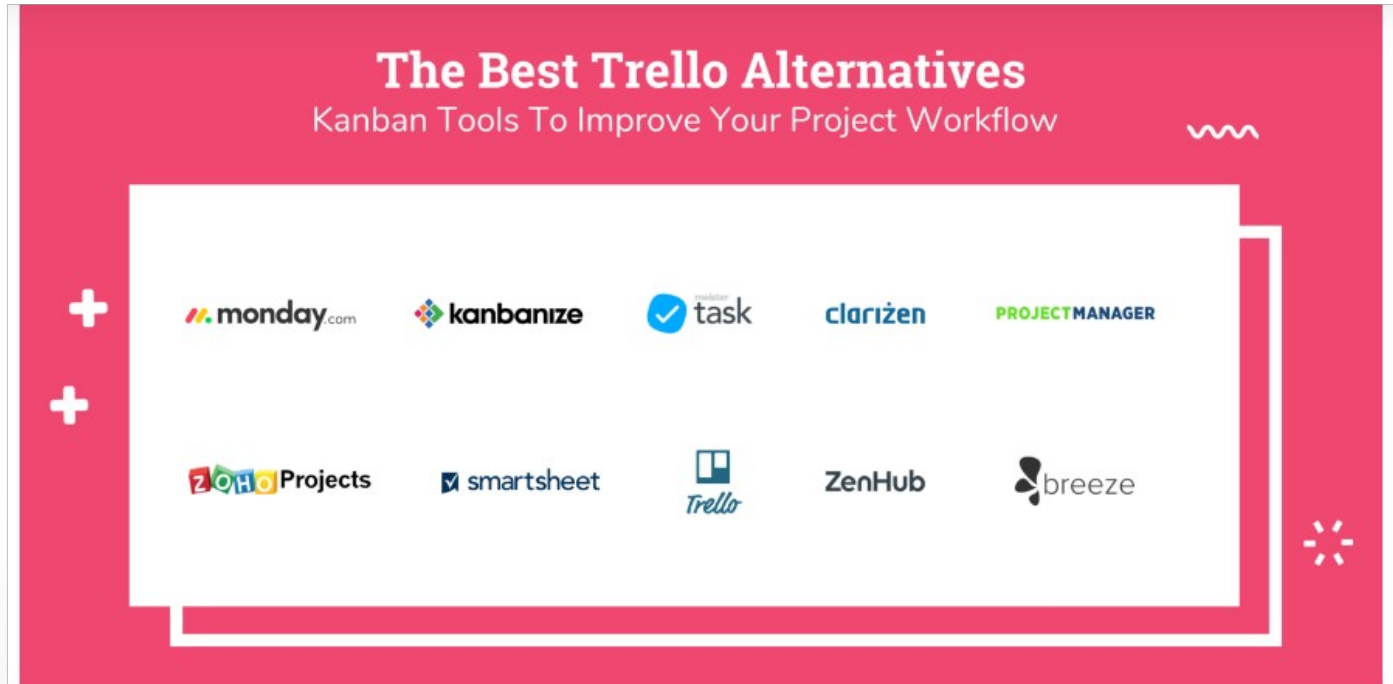 The Best Trello Alternatives
Kanban Tools To Improve Your Project Workflow
monday.com
kanbanize
meister
task
clarizen
PROJECTMANAGER
ZOHO Projects
smartsheet
Trello
ZenHub
breeze